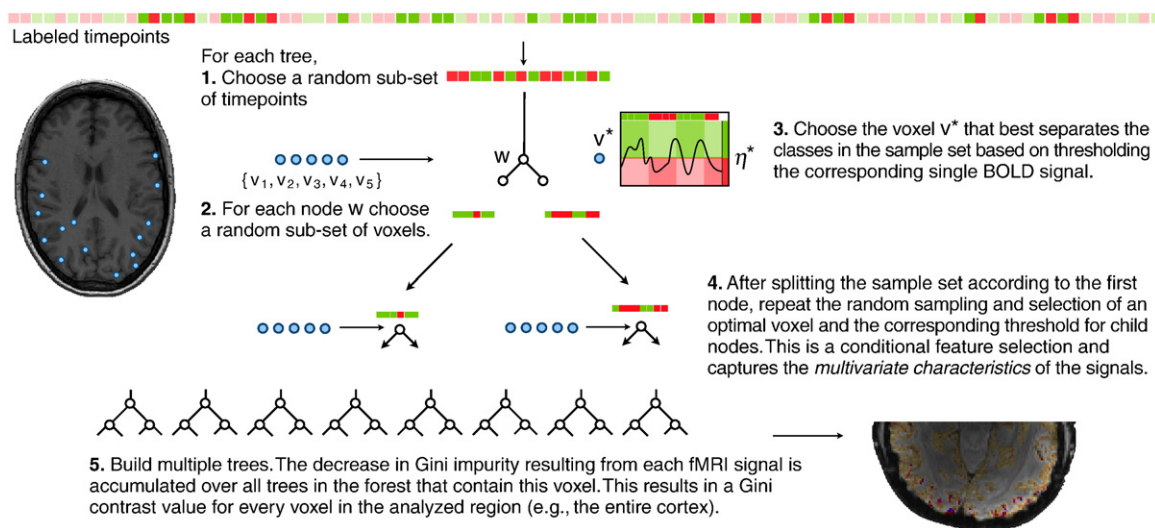 Labeled timepoints
For each tree,
1. Choose a random sub-set
of timepoints
{v1, v2, v3, v4, v5}
w
v*
η*
2. For each node w choose
a random sub-set of voxels.
3. Choose the voxel v* that best separates the
classes in the sample set based on thresholding
the corresponding single BOLD signal.
4. After splitting the sample set according to the first
node, repeat the random sampling and selection of an
optimal voxel and the corresponding threshold for child
nodes. This is a conditional feature selection and
captures the multivariate characteristics of the signals.
5. Build multiple trees. The decrease in Gini impurity resulting from each fMRI signal is
accumulated over all trees in the forest that contain this voxel. This results in a Gini
contrast value for every voxel in the analyzed region (e.g., the entire cortex).